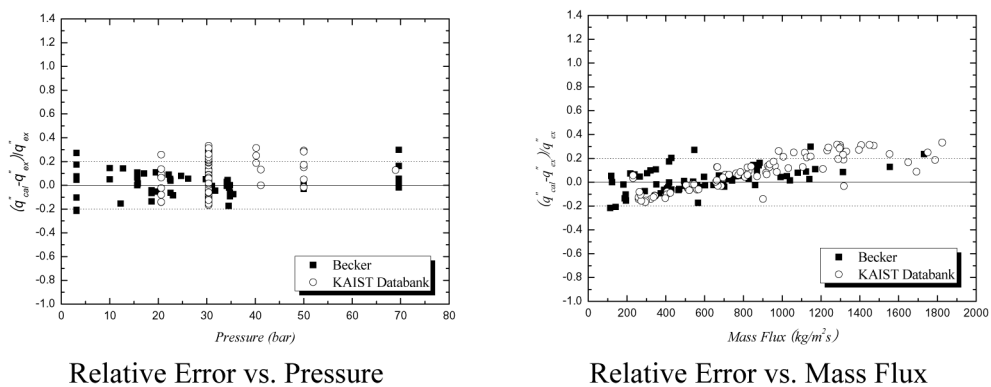 1.4
1.2
1.0
0.8
0.6
0.4
0.2
0.0
-0.2
-0.4
-0.6
-0.8
-1.0
(q"cal-q"ex)/q"ex
0 10 20 30 40 50 60 70 80
Pressure (bar)
Becker
KAIST Databank
Relative Error vs. Pressure
1.4
1.2
1.0
0.8
0.6
0.4
0.2
0.0
-0.2
-0.4
-0.6
-0.8
-1.0
(q"cal-q"ex)/q"ex
0 200 400 600 800 1000 1200 1400 1600 1800 2000
Mass Flux (kg/m²s)
Becker
KAIST Databank
Relative Error vs. Mass Flux